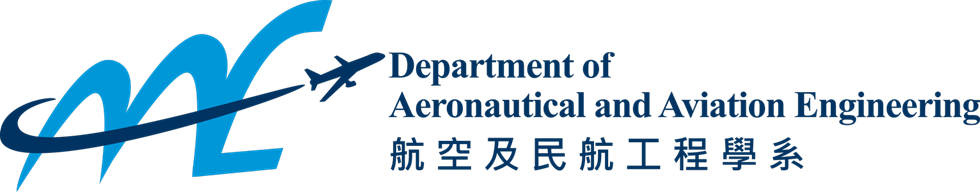 Department of
Aeronautical and Aviation Engineering
航空及民航工程學系